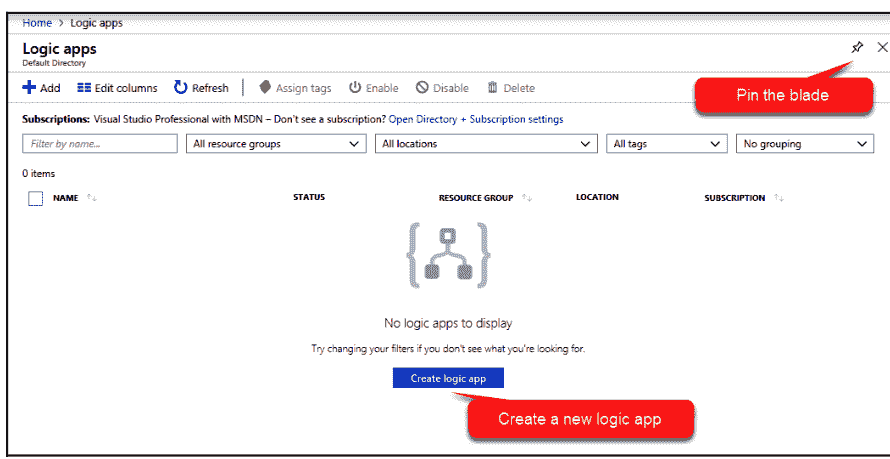 Home > Logic apps
Logic apps
Default Directory
Add Edit columns Refresh Assign tags Enable Disable Delete
Pin the blade
Subscriptions: Visual Studio Professional with MSDN – Don't see a subscription? Open Directory + Subscription settings
Filter by name... All resource groups All locations All tags No grouping
0 items
NAME STATUS RESOURCE GROUP LOCATION SUBSCRIPTION
No logic apps to display
Try changing your filters if you don't see what you're looking for.
Create logic app
Create a new logic app